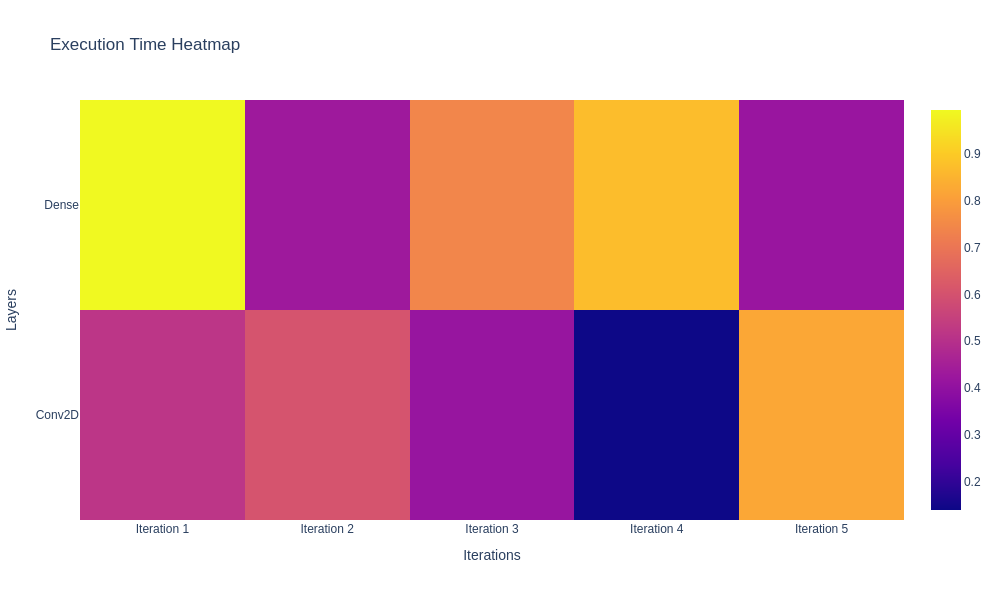 Execution Time Heatmap
Layers
Dense
Conv2D
Iteration 1
Iteration 2
Iteration 3
Iteration 4
Iteration 5
Iterations
0.9
0.8
0.7
0.6
0.5
0.4
0.3
0.2